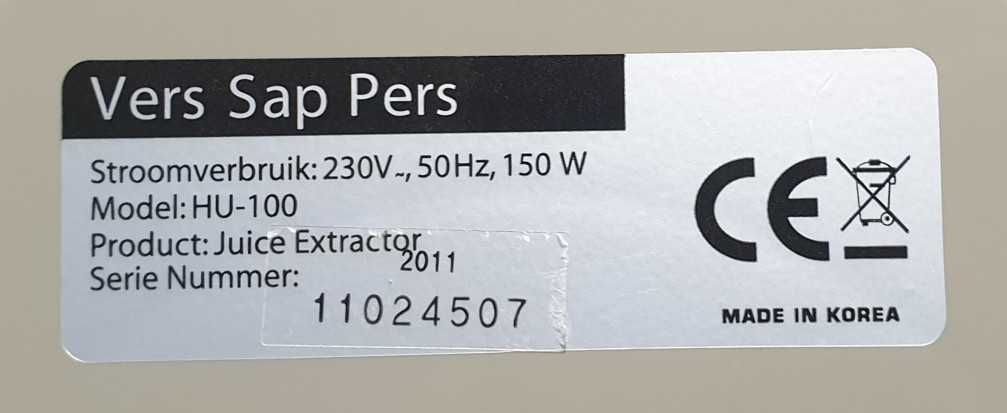 Vers Sap Pers
Stroomverbruik: 230V~, 50Hz, 150 W
Model: HU-100
Product: Juice Extractor
2011
Serie Nummer:
11024507
CE
MADE IN KOREA